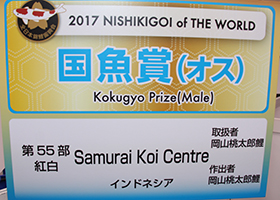 2017 NISHIKIGOI of THE WORLD
国魚賞(オス)
Kokugyo Prize(Male)
第55部
紅白
Samurai Koi Centre
インドネシア
取扱者
岡山桃太郎鯉
作出者
岡山桃太郎鯉